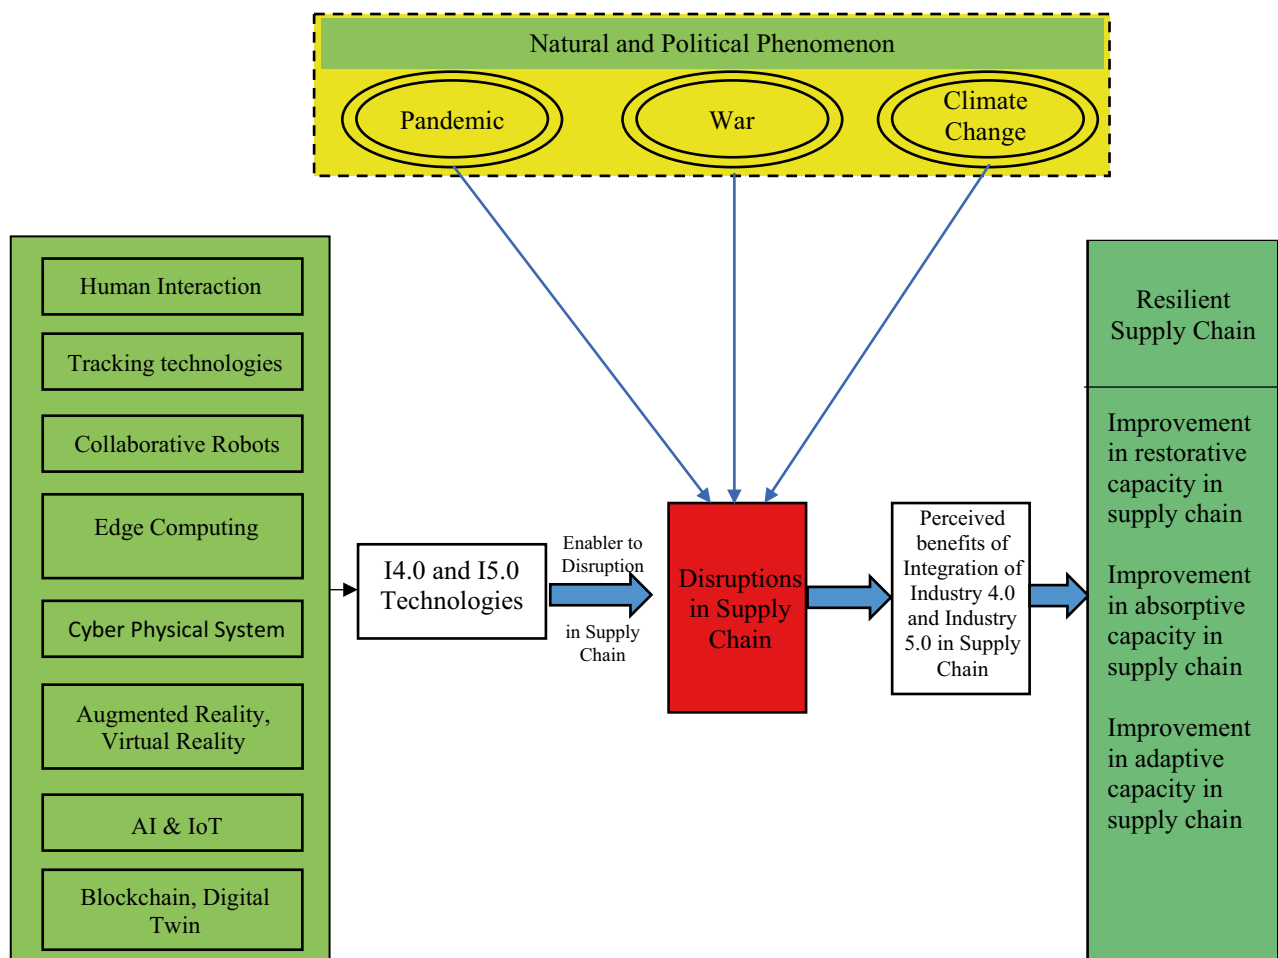 Natural and Political Phenomenon
Pandemic
War
Climate
Change
Human Interaction
Tracking technologies
Collaborative Robots
Edge Computing
Cyber Physical System
Augmented Reality,
Virtual Reality
AI & IoT
Blockchain, Digital
Twin
I4.0 and I5.0
Technologies
Enabler to
Disruption
in Supply
Chain
Disruptions
in Supply
Chain
Perceived
benefits of
Integration of
Industry 4.0
and Industry
5.0 in Supply
Chain
Resilient
Supply Chain
Improvement
in restorative
capacity in
supply chain
Improvement
in absorptive
capacity in
supply chain
Improvement
in adaptive
capacity in
supply chain